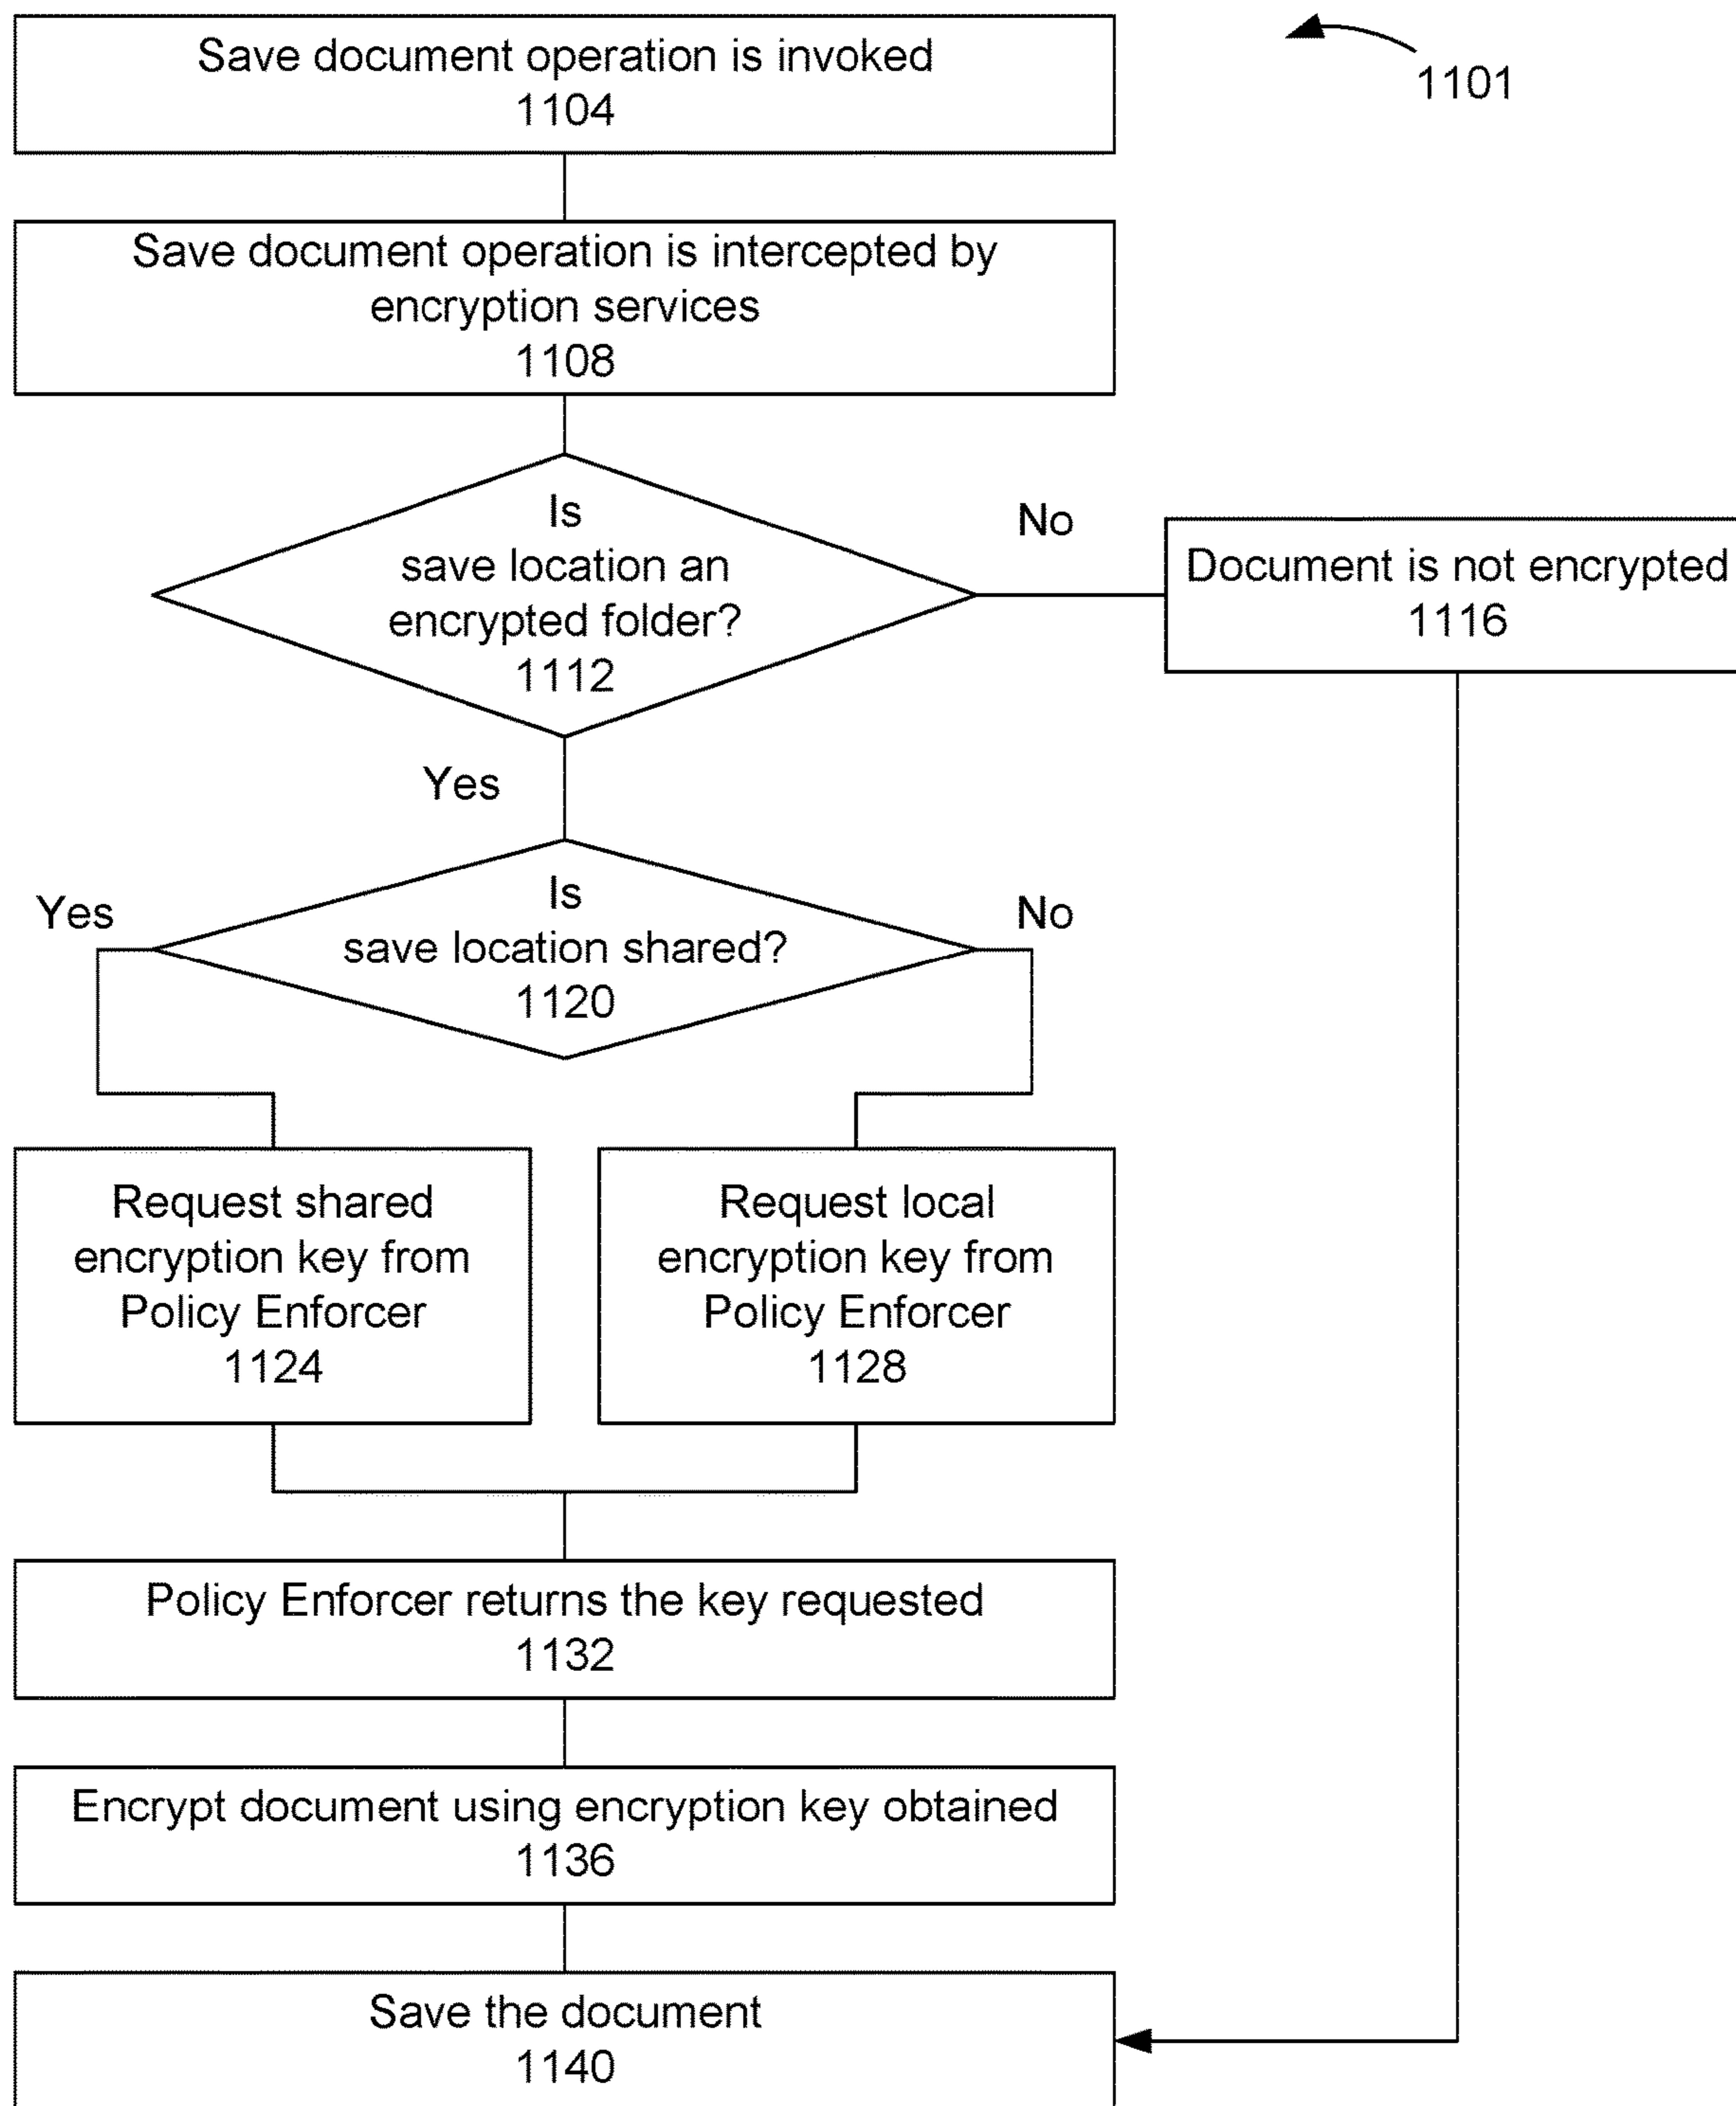 Save document operation is invoked
1104
1101
Save document operation is intercepted by
encryption services
1108
Is
save location an
encrypted folder?
1112
No
Document is not encrypted
1116
Yes
Is
save location shared?
1120
Yes
No
Request shared
encryption key from
Policy Enforcer
1124
Request local
encryption key from
Policy Enforcer
1128
Policy Enforcer returns the key requested
1132
Encrypt document using encryption key obtained
1136
Save the document
1140